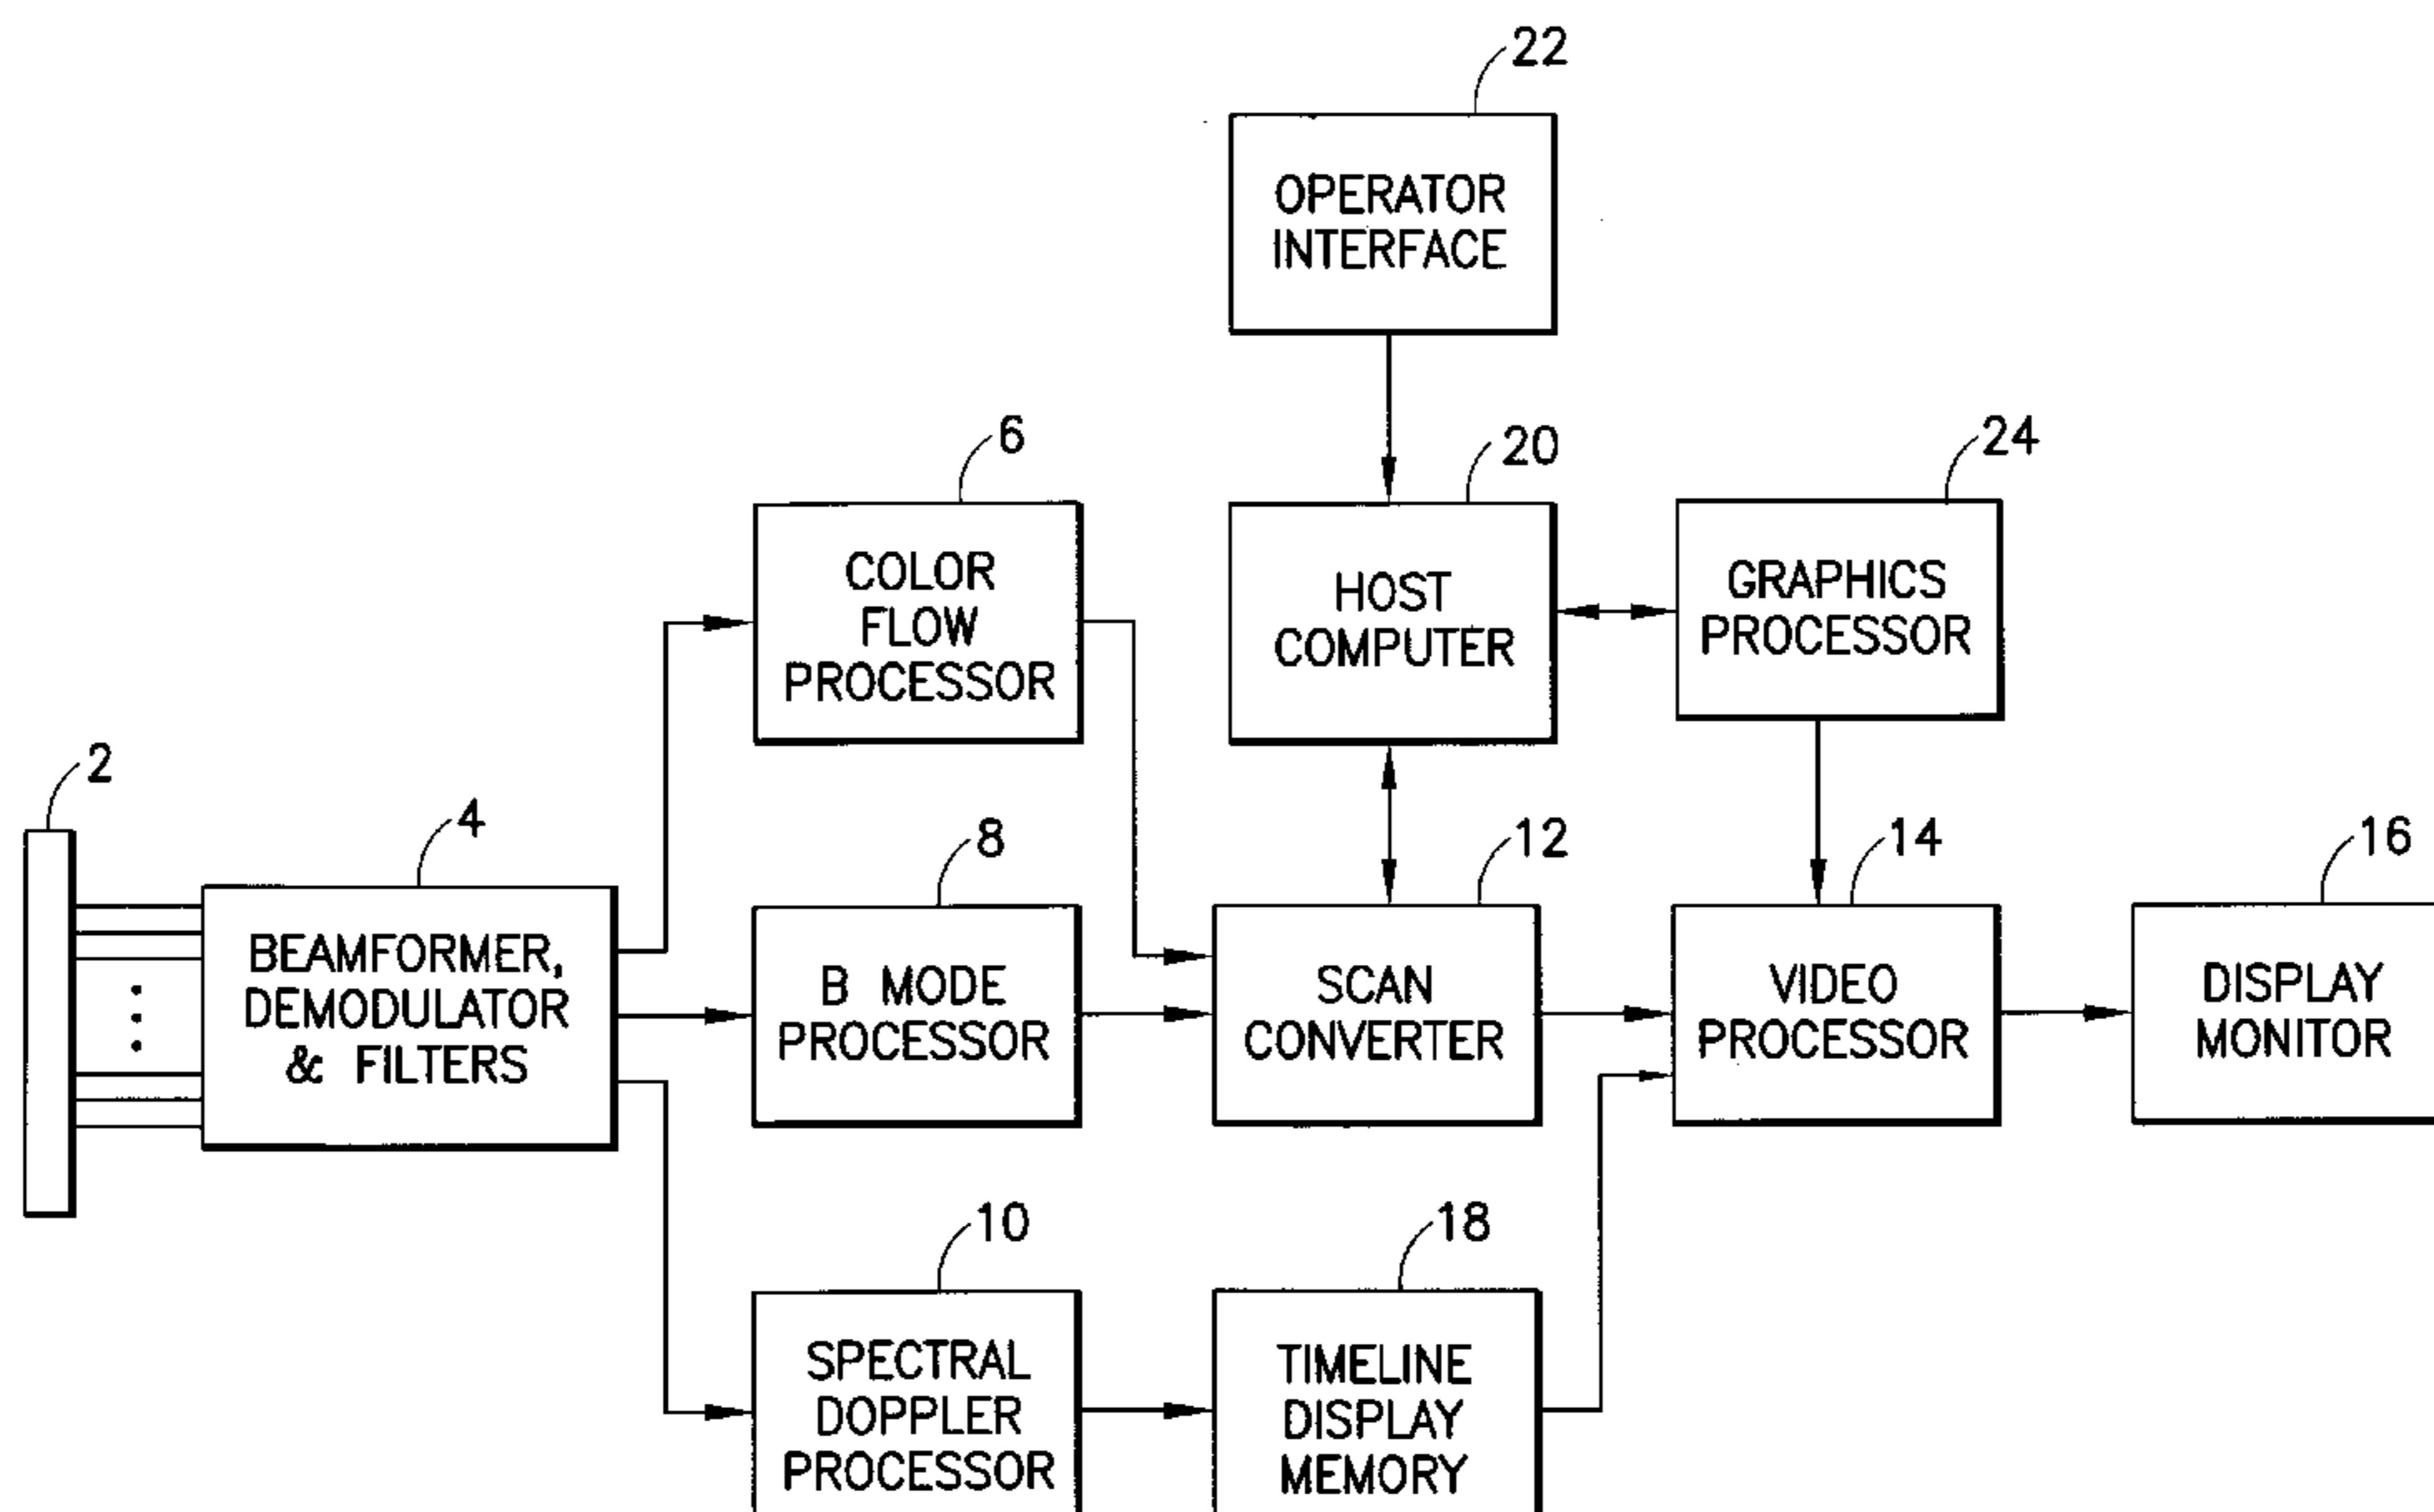 22
OPERATOR
INTERFACE
6
20
24
COLOR
FLOW
PROCESSOR
HOST
COMPUTER
GRAPHICS
PROCESSOR
2
4
8
12
14
16
BEAMFORMER,
DEMODULATOR
& FILTERS
B MODE
PROCESSOR
SCAN
CONVERTER
VIDEO
PROCESSOR
DISPLAY
MONITOR
10
18
SPECTRAL
DOPPLER
PROCESSOR
TIMELINE
DISPLAY
MEMORY